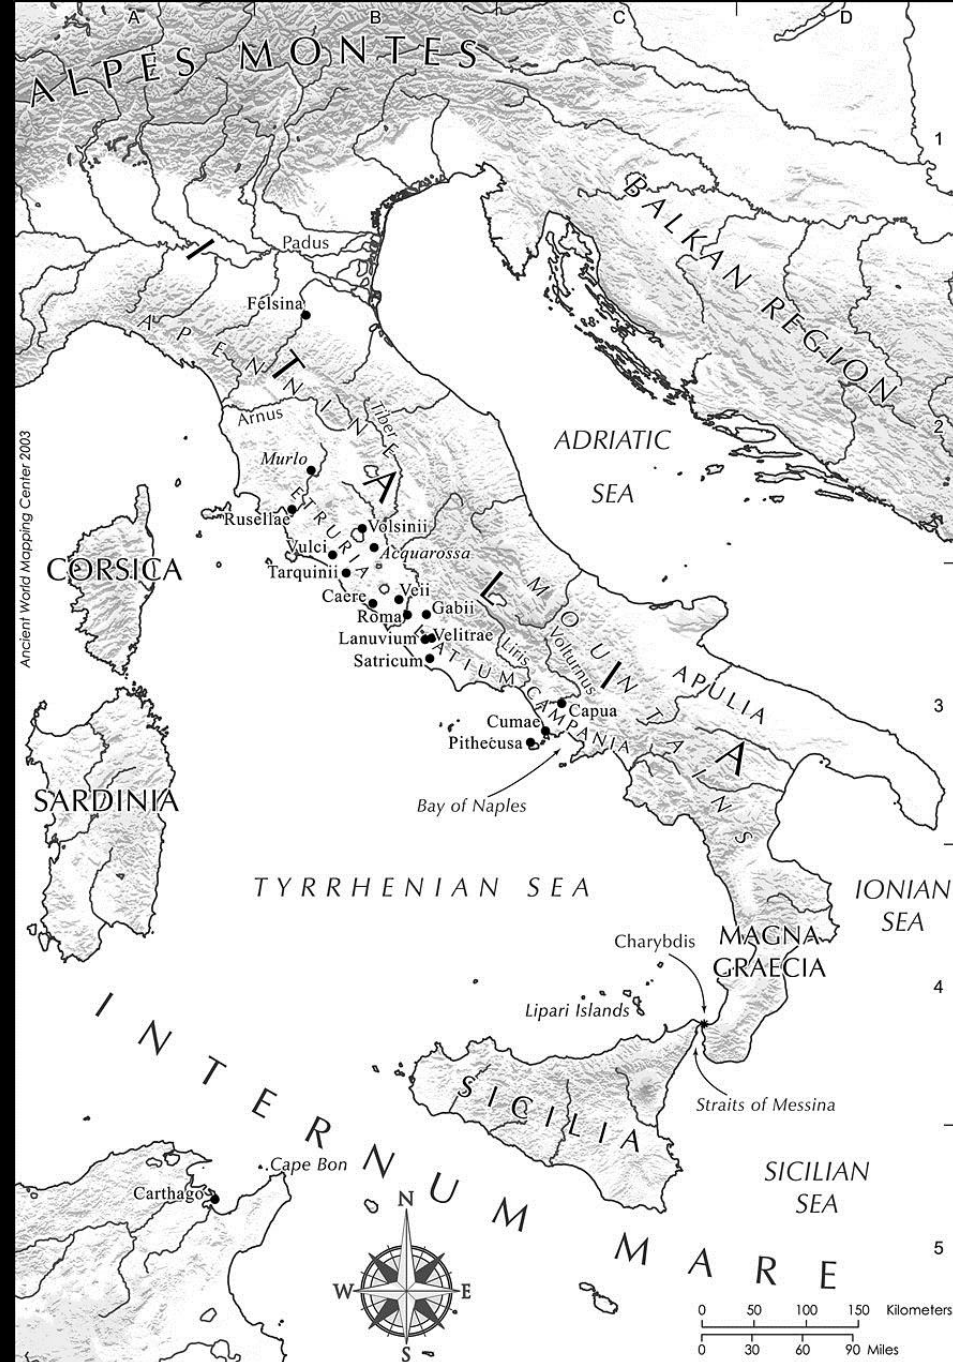 A B C D
ALPES MONTES
1
BALKAN REGION
Padus
ITALIA
Felsina
APENNINE MOUNTAINS
Arnus
Tiber
2
ADRIATIC
SEA
Murlo
ETRURIA
Rusellae
Volsinii
Ancient World Mapping Center 2003
Vulci
Acquarossa
CORSICA
Tarquinii
Caere
Veii
Roma
Gabii
Lanuvium
Velitrae
Liris
Volturnus
Satricum
LATIUM
APULIA
3
CAMPANIA
Capua
Cumae
Pithecusa
Bay of Naples
SARDINIA
TYRRHENIAN SEA
IONIAN
SEA
Charybdis
MAGNA
GRAECIA
4
Lipari Islands
INTERNUM MARE
SICILIA
Straits of Messina
Cape Bon
SICILIAN
SEA
Carthago
N
W E
S
5
0 50 100 150 Kilometers
0 30 60 90 Miles